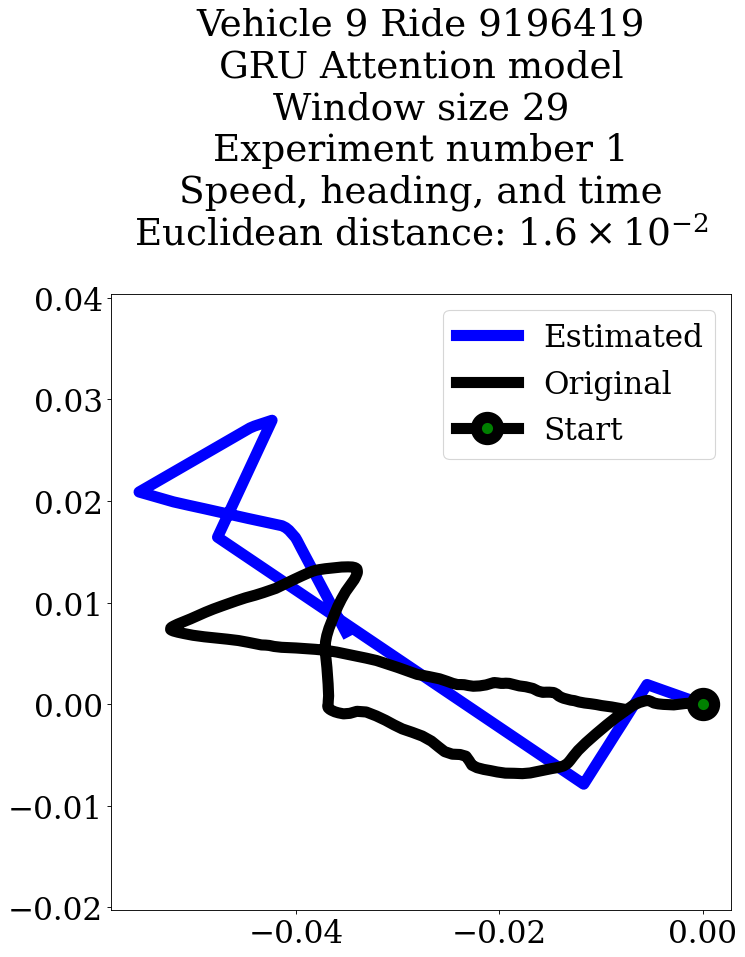 Vehicle 9 Ride 9196419
GRU Attention model
Window size 29
Experiment number 1
Speed, heading, and time
Euclidean distance: 1.6 × 10⁻²
0.04
0.03
0.02
0.01
0.00
−0.01
−0.02
Estimated
Original
Start
−0.04
−0.02
0.00